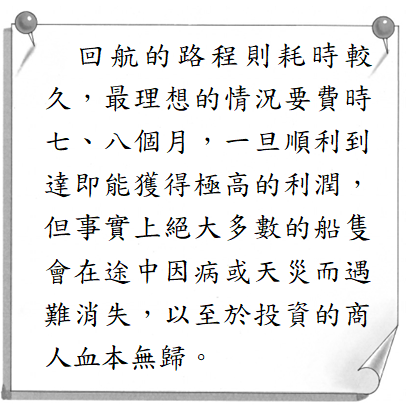 回航的路程則耗時較
久，最理想的情況要費時
七、八個月，一旦順利到
達即能獲得極高的利潤，
但事實上絕大多數的船隻
會在途中因病或天災而遇
難消失，以至於投資的商
人血本無歸。